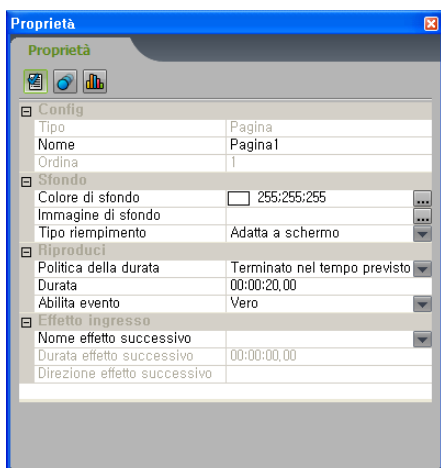 Proprietà
Proprietà
Config
Tipo Pagina
Nome Pagina1
Ordina 1
Sfondo
Colore di sfondo 255;255;255 ...
Immagine di sfondo ...
Tipo riempimento Adatta a schermo
Riproduci
Politica della durata Terminato nel tempo previsto
Durata 00:00:20,00
Abilita evento Vero
Effetto ingresso
Nome effetto successivo
Durata effetto successivo 00:00:00,00
Direzione effetto successivo